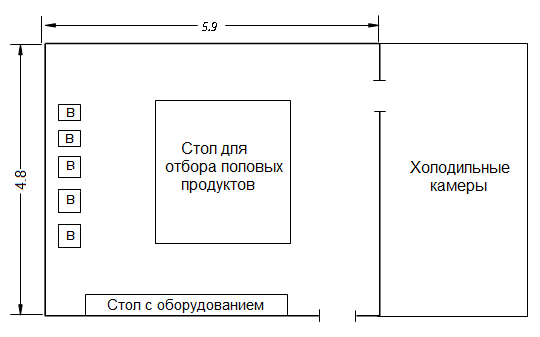 5.9
4.8
В
В
В
В
В
Стол для
отбора половых
продуктов
Холодильные
камеры
Стол с оборудованием